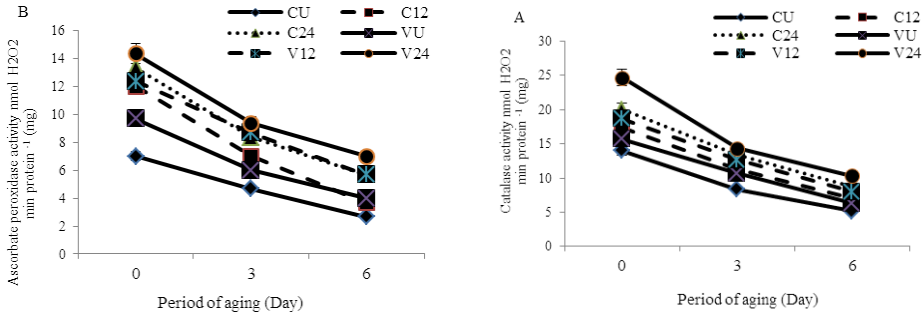 B
CU
C12
C24
VU
V12
V24
Ascorbate peroxidase activity nmol H2O2
min protein -1 (mg)
16
14
12
10
8
6
4
2
0
0
3
6
Period of aging (Day)
A
CU
C12
C24
VU
V12
V24
Catalase activity nmol H2O2
min protein -1 (mg)
30
25
20
15
10
5
0
0
3
6
Period of aging (Day)